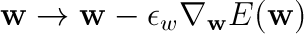 w → w − ϵ_w ∇_w E(w)